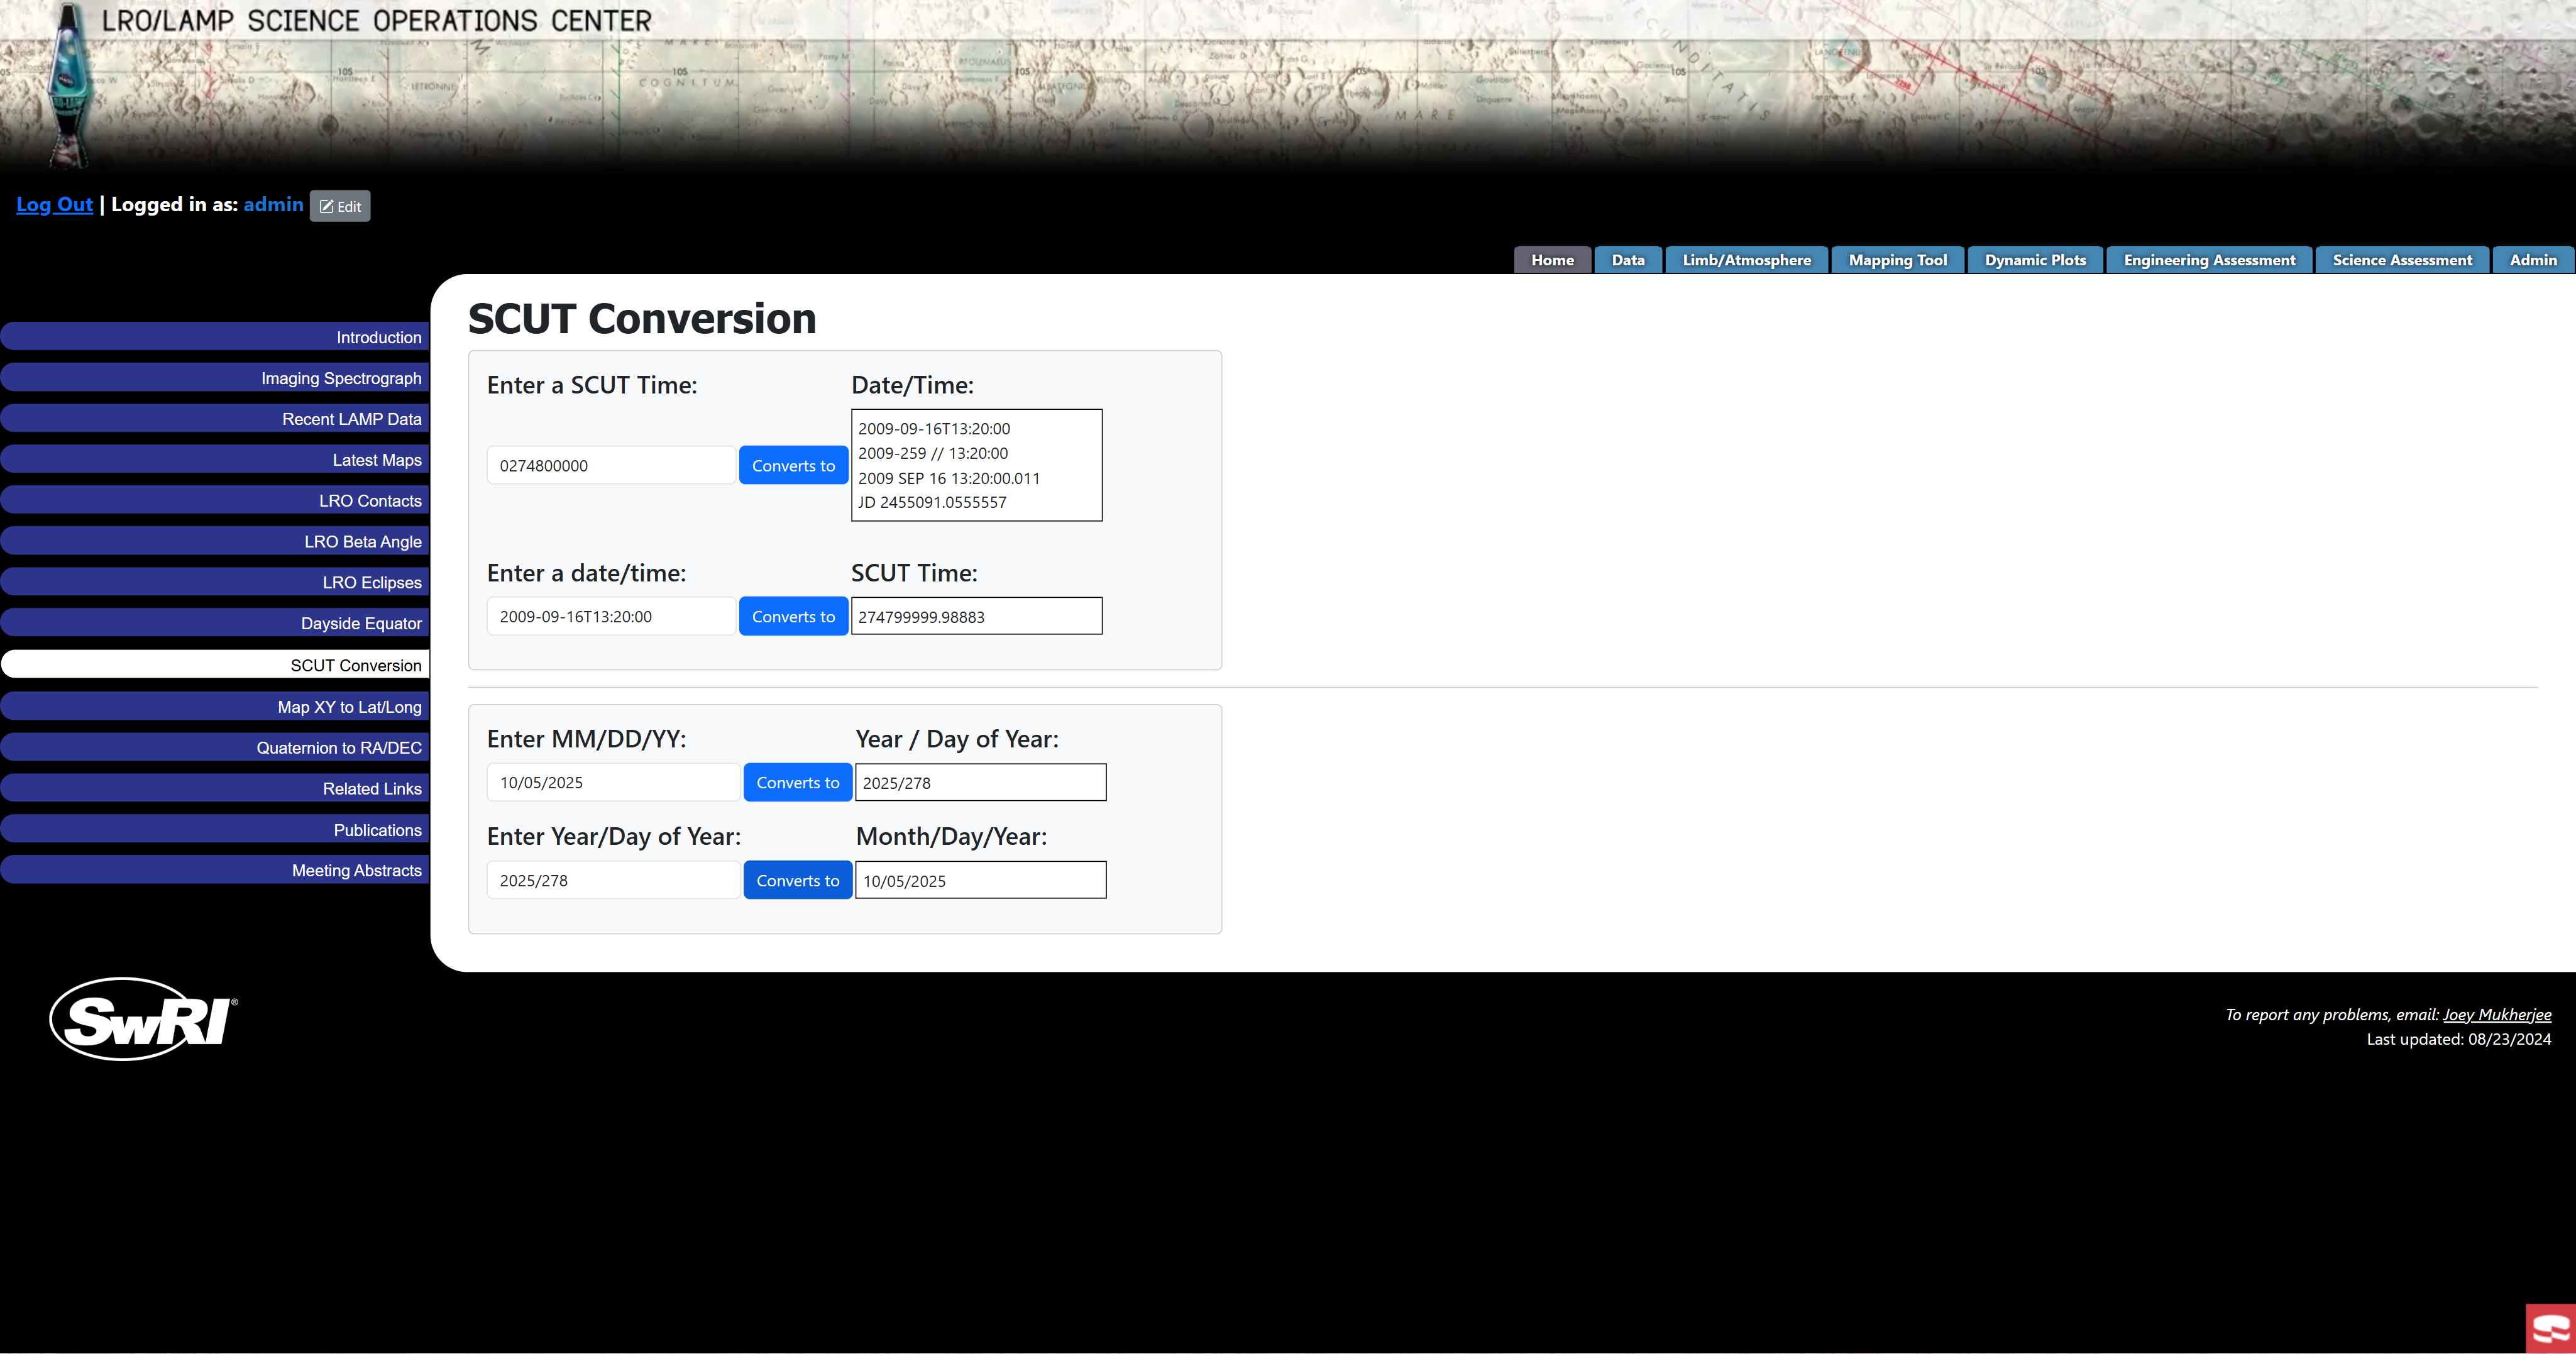 LRO/LAMP SCIENCE OPERATIONS CENTER
Log Out | Logged in as: admin Edit
Home Data Limb/Atmosphere Mapping Tool Dynamic Plots Engineering Assessment Science Assessment Admin
Introduction
Imaging Spectrograph
Recent LAMP Data
Latest Maps
LRO Contacts
LRO Beta Angle
LRO Eclipses
Dayside Equator
SCUT Conversion
Map XY to Lat/Long
Quaternion to RA/DEC
Related Links
Publications
Meeting Abstracts
SCUT Conversion
Enter a SCUT Time: Date/Time:
0274800000 Converts to
2009-09-16T13:20:00
2009-259 // 13:20:00
2009 SEP 16 13:20:00.011
JD 2455091.0555557
Enter a date/time: SCUT Time:
2009-09-16T13:20:00 Converts to 274799999.98883
Enter MM/DD/YY: Year / Day of Year:
10/05/2025 Converts to 2025/278
Enter Year/Day of Year: Month/Day/Year:
2025/278 Converts to 10/05/2025
SwRI®
To report any problems, email: Joey Mukherjee
Last updated: 08/23/2024